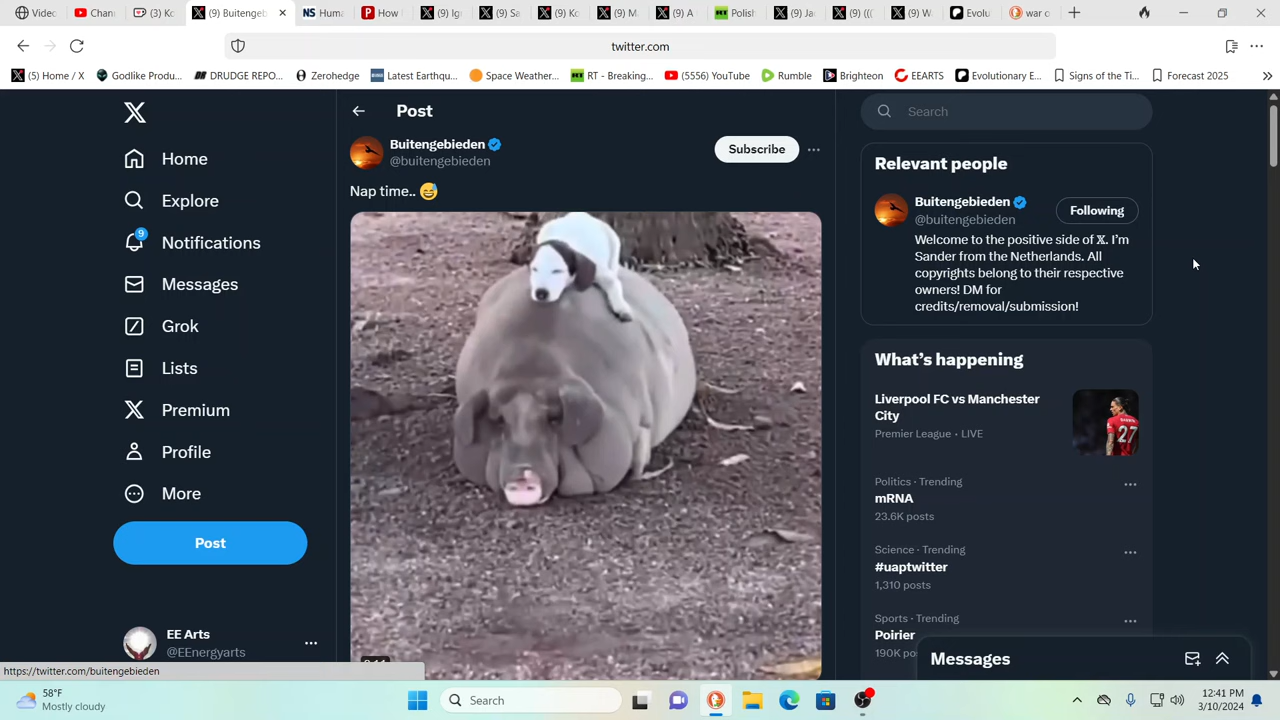 Video
Chan
(3) Ko
(9) Buitengeb
NS Hum
How I
(9) Ig
(9) Sa
(9) Ko
(9) N
(9) A
RT Polish
(9) Ja
(9) (((
(9) W
Evolu
war c
twitter.com
(5) Home / X
Godlike Produ...
DRUDGE REPO...
Zerohedge
Latest Earthqu...
Space Weather...
RT - Breaking...
(5556) YouTube
Rumble
Brighteon
EEARTS
Evolutionary E...
Signs of the Ti...
Forecast 2025
Post
Search
Home
Explore
9
Notifications
Messages
Grok
Lists
Premium
Profile
More
Post
EE Arts
@EEnergyarts
Buitengebieden
@buitengebieden
Subscribe
Nap time.. 😅
Relevant people
Buitengebieden
@buitengebieden
Following
Welcome to the positive side of 𝕏. I'm
Sander from the Netherlands. All
copyrights belong to their respective
owners! DM for
credits/removal/submission!
What's happening
Liverpool FC vs Manchester
City
Premier League · LIVE
27
Politics · Trending
mRNA
23.6K posts
Science · Trending
#uaptwitter
1,310 posts
Sports · Trending
Poirier
190K
Messages
https://twitter.com/buitengebieden
58°F
Mostly cloudy
Search
12:41 PM
3/10/2024